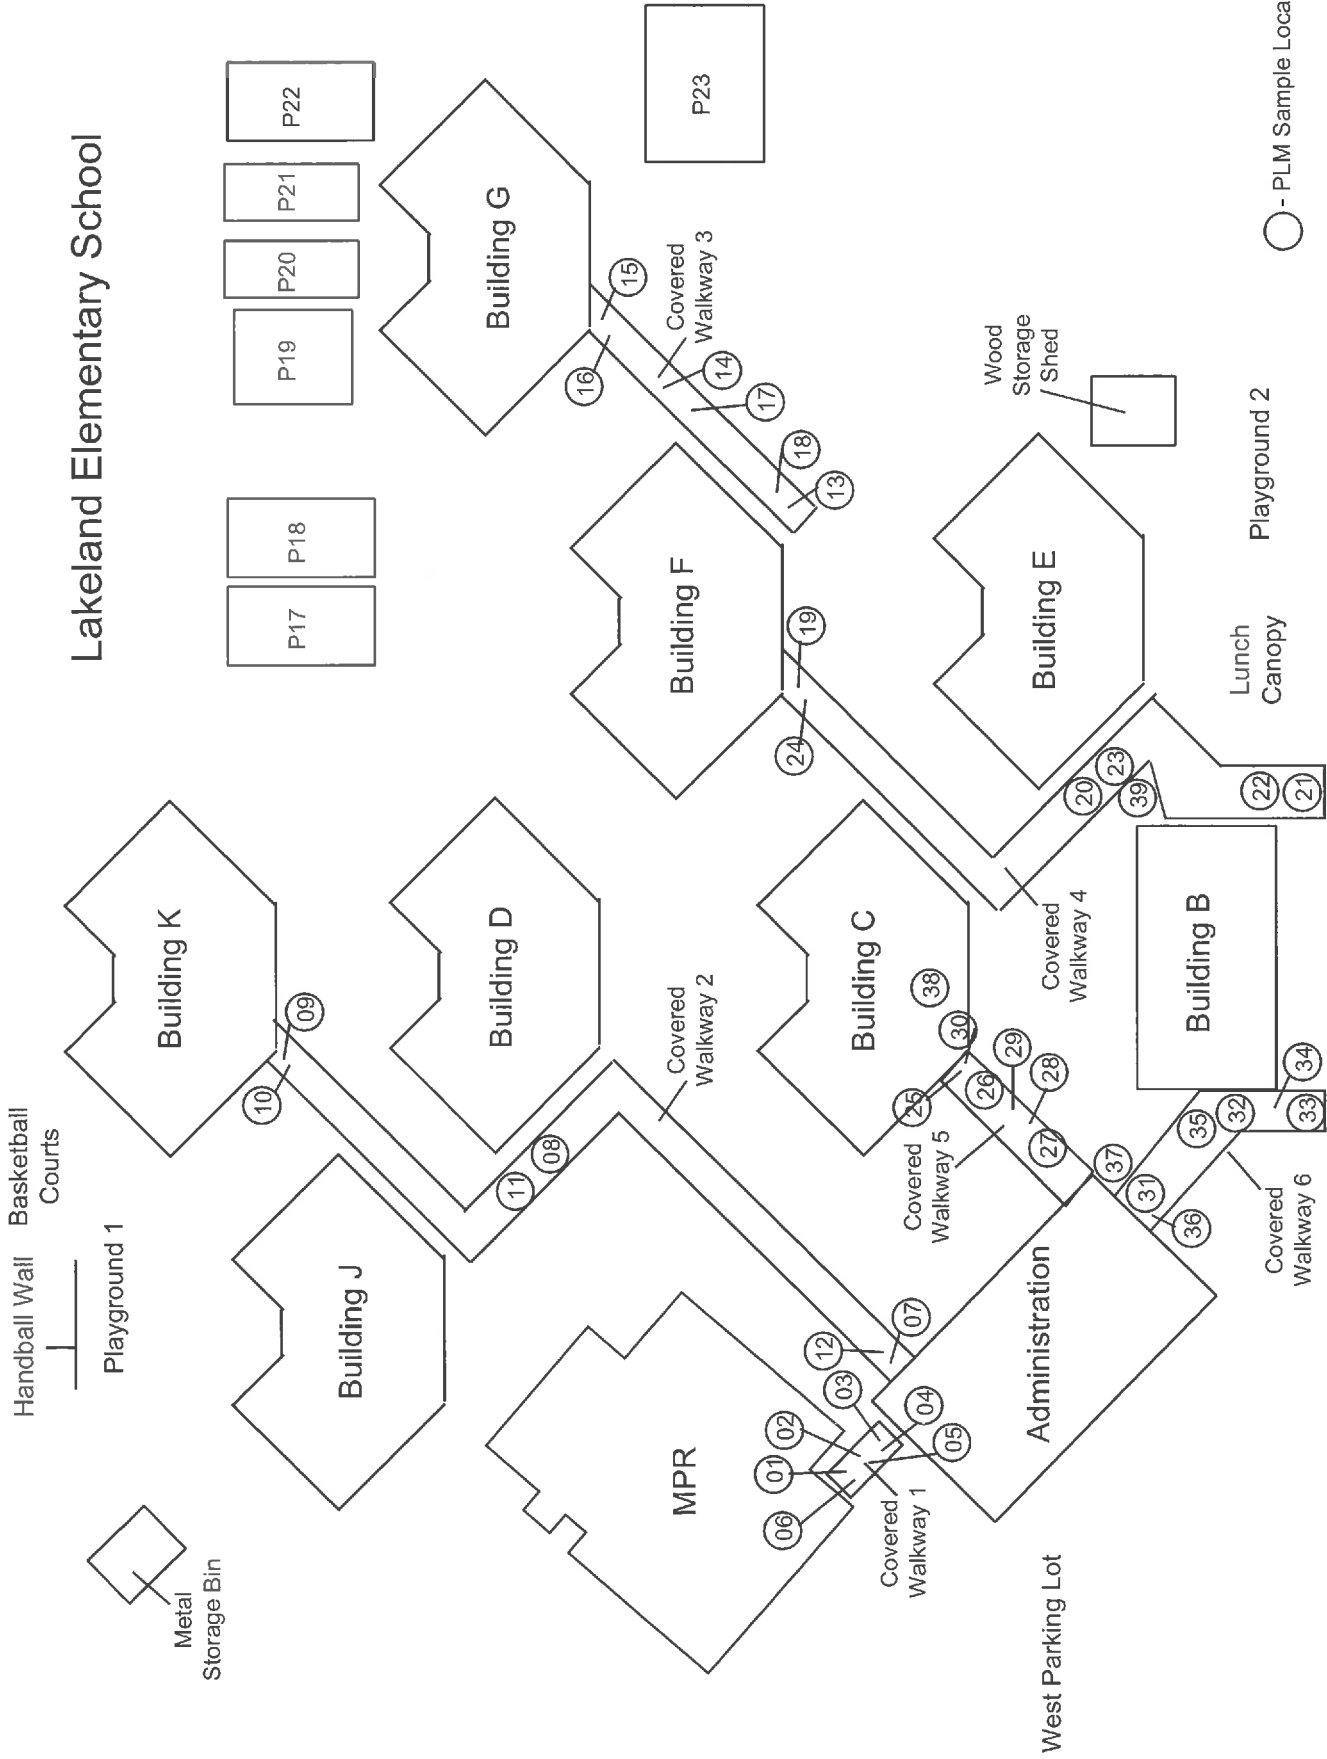 Lakeland Elementary School
Handball Wall
Basketball
Courts
Playground 1
Metal
Storage Bin
Building K
Building J
Building D
Building G
Building F
Building C
Building E
Building B
MPR
Administration
P17
P18
P19
P20
P21
P22
P23
Covered
Walkway 1
Covered
Walkway 2
Covered
Walkway 3
Covered
Walkway 4
Covered
Walkway 5
Covered
Walkway 6
Wood
Storage
Shed
Playground 2
Lunch
Canopy
West Parking Lot
01
02
03
04
05
06
07
08
09
10
11
12
13
14
15
16
17
18
19
20
21
22
23
24
25
26
27
28
29
30
31
32
33
34
35
36
37
38
39
- PLM Sample Loca